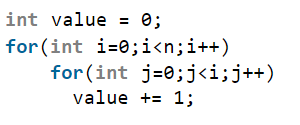 int value = 0;
for(int i=0;i<n;i++)
    for(int j=0;j<i;j++)
      value += 1;